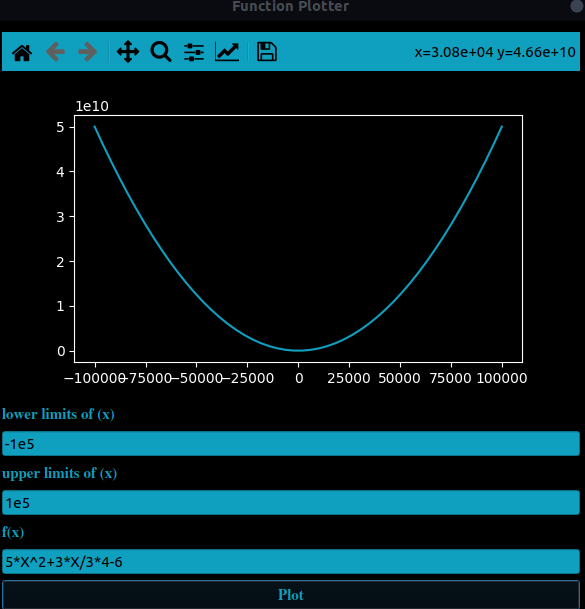 Function Plotter
x=3.08e+04 y=4.66e+10
1e10
5
4
3
2
1
0
−100000 −75000 −50000 −25000 0 25000 50000 75000 100000
lower limits of (x)
-1e5
upper limits of (x)
1e5
f(x)
5*X^2+3*X/3*4-6
Plot